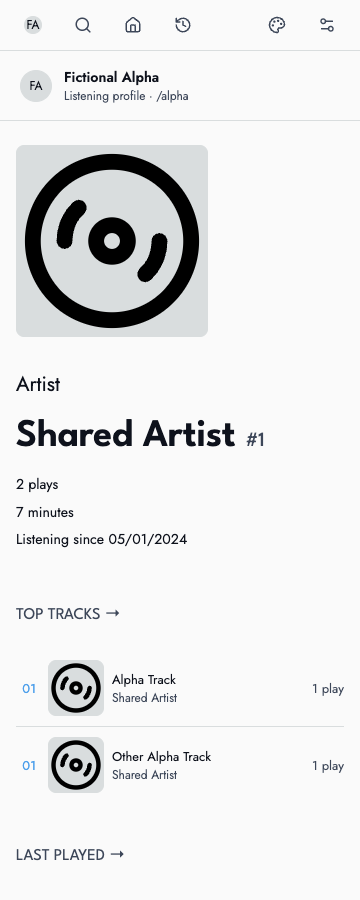 FA
FA
Fictional Alpha
Listening profile · /alpha
Artist
Shared Artist #1
2 plays
7 minutes
Listening since 05/01/2024
TOP TRACKS →
01
Alpha Track
Shared Artist
1 play
01
Other Alpha Track
Shared Artist
1 play
LAST PLAYED →